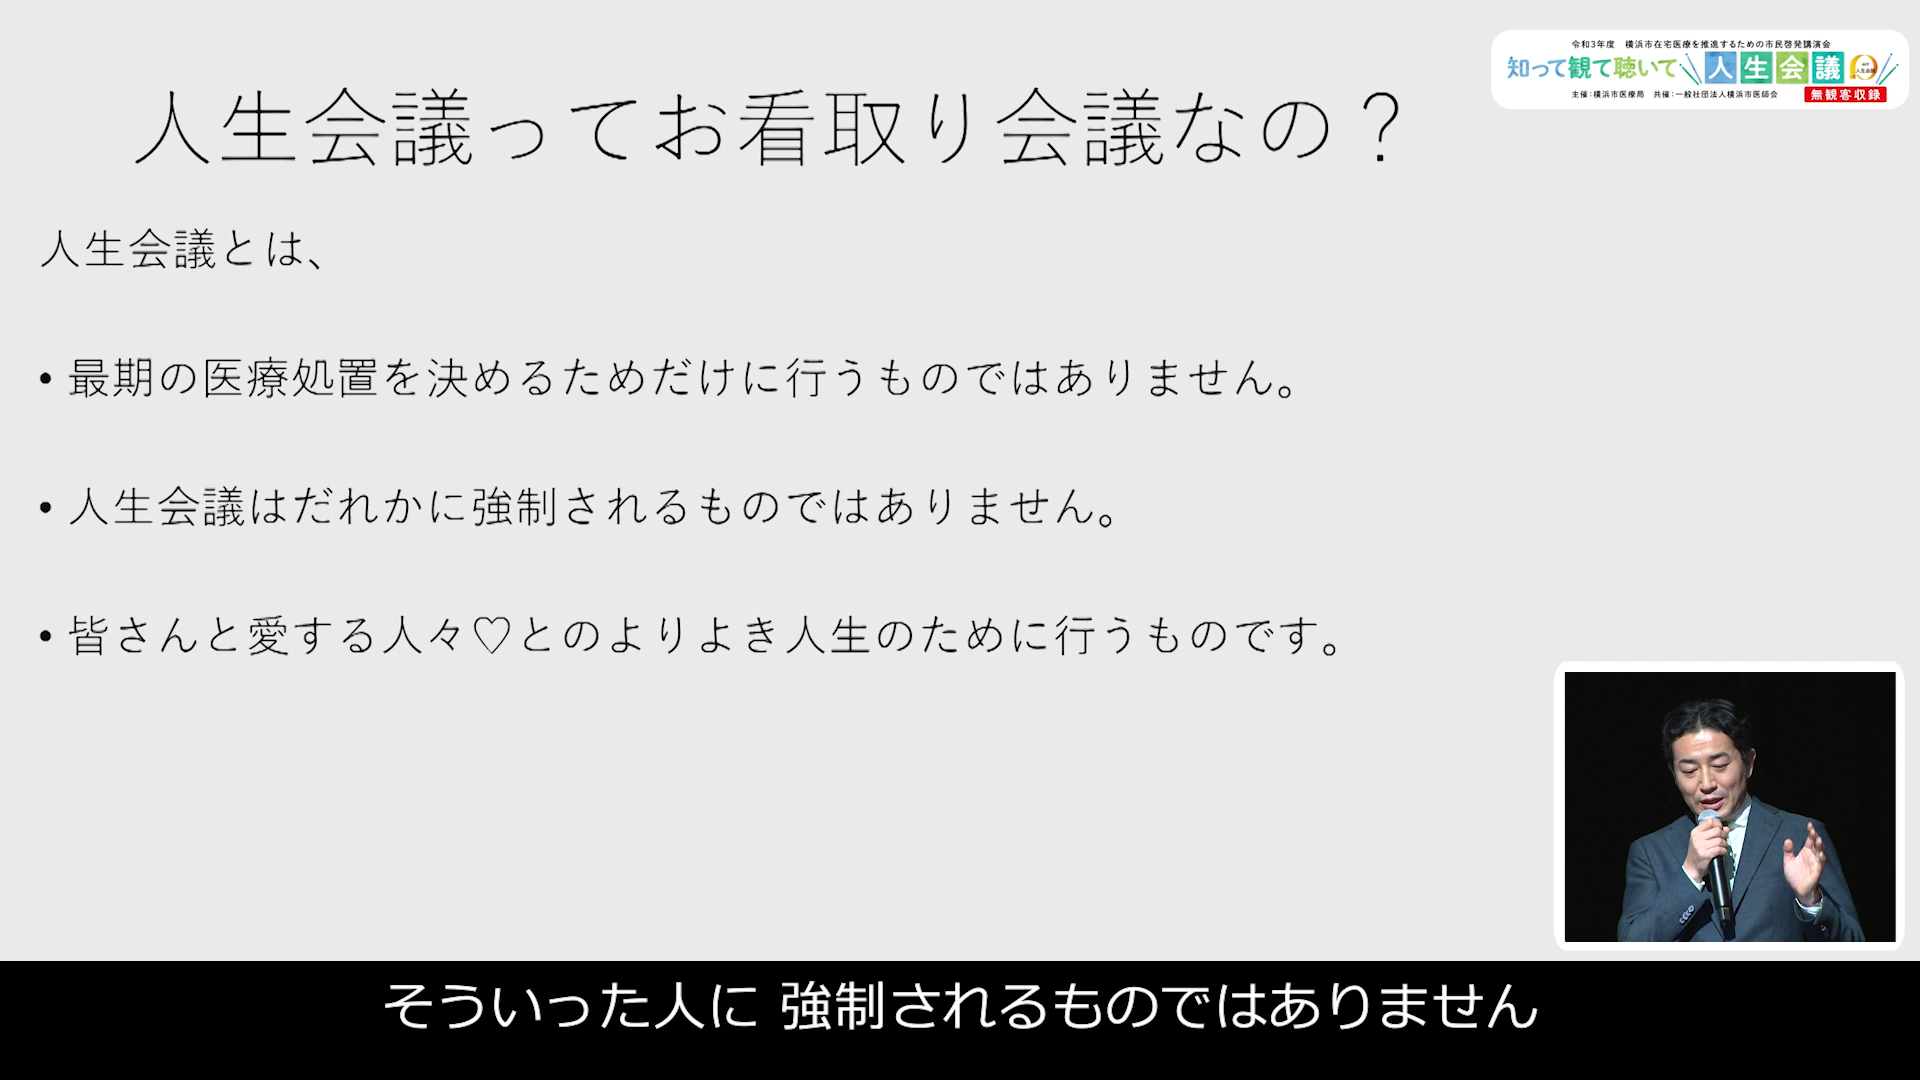 令和3年度 横浜市在宅医療を推進するための市民啓発講演会
知って観て聴いて 人生会議
主催:横浜市医療局 共催:一般社団法人横浜市医師会 無観客収録
人生会議ってお看取り会議なの？
人生会議とは、
• 最期の医療処置を決めるためだけに行うものではありません。
• 人生会議はだれかに強制されるものではありません。
• 皆さんと愛する人々♡とのよりよき人生のために行うものです。
そういった人に 強制されるものではありません